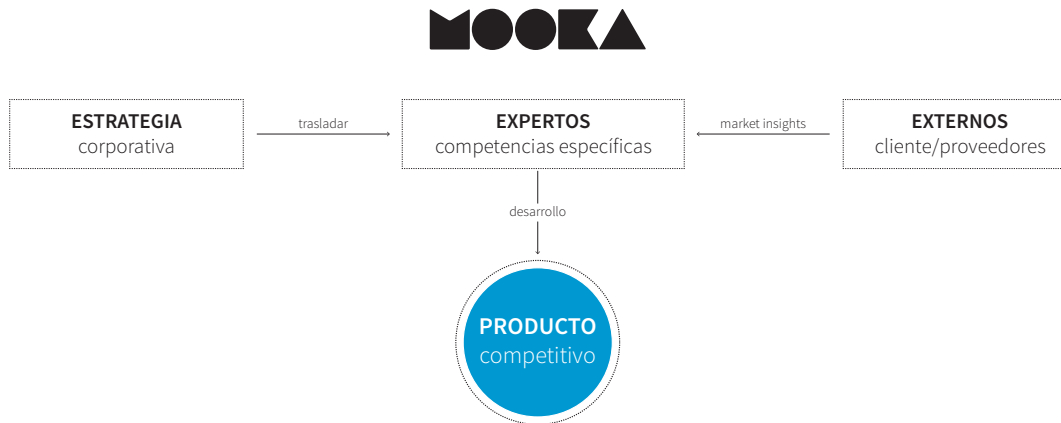 MOOKA
ESTRATEGIA
corporativa
trasladar
EXPERTOS
competencias específicas
market insights
EXTERNOS
cliente/proveedores
desarrollo
PRODUCTO
competitivo